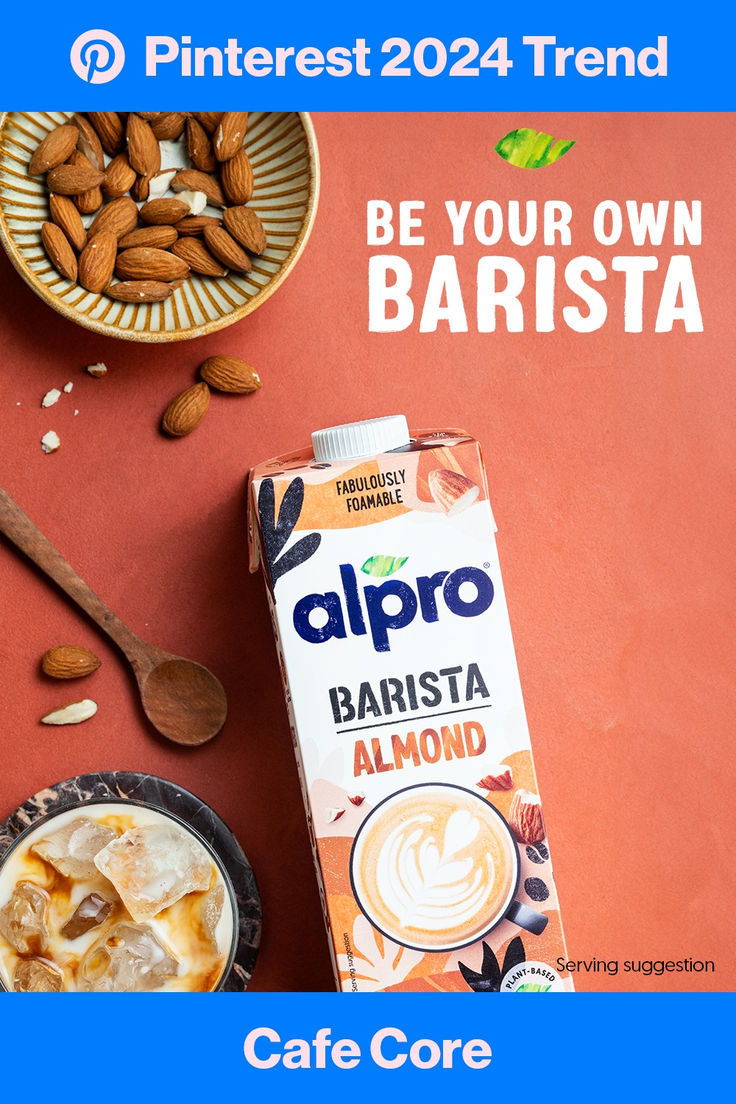 Pinterest 2024 Trend
BE YOUR OWN
BARISTA
FABULOUSLY
FOAMABLE
alpro®
BARISTA
ALMOND
Serving suggestion
PLANT-BASED
Serving suggestion
Cafe Core